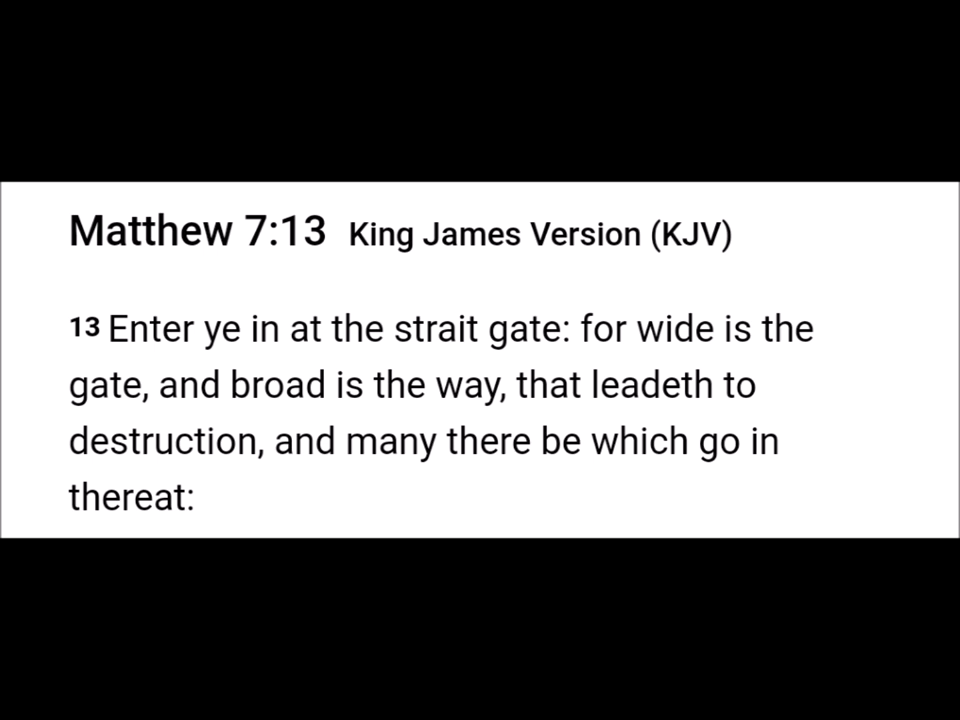 Matthew 7:13 King James Version (KJV)
13 Enter ye in at the strait gate: for wide is the
gate, and broad is the way, that leadeth to
destruction, and many there be which go in
thereat: